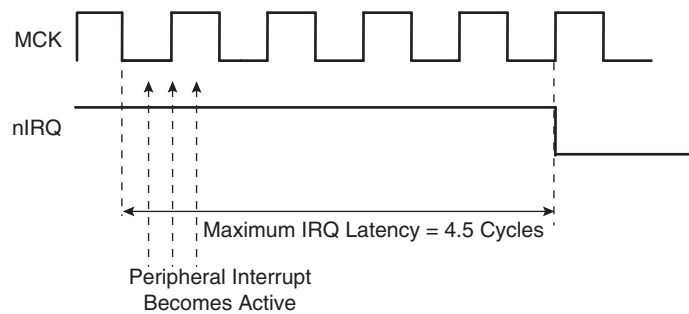 MCK
nIRQ
Maximum IRQ Latency = 4.5 Cycles
Peripheral Interrupt
Becomes Active